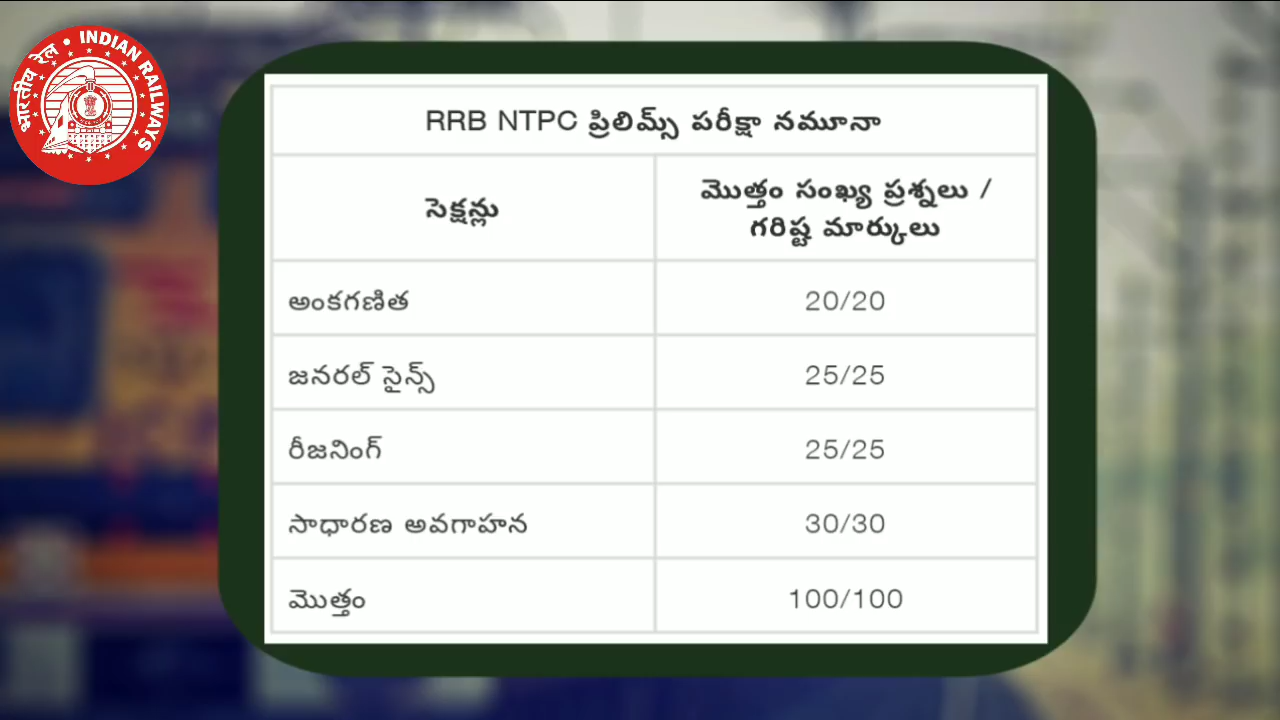 भारतीय रेल • INDIAN RAILWAYS
RRB NTPC ప్రిలిమ్స్ పరీక్షా నమూనా
సెక్షన్లు
మొత్తం సంఖ్య ప్రశ్నలు /
గరిష్ట మార్కులు
అంకగణిత
20/20
జనరల్ సైన్స్
25/25
రీజనింగ్
25/25
సాధారణ అవగాహన
30/30
మొత్తం
100/100